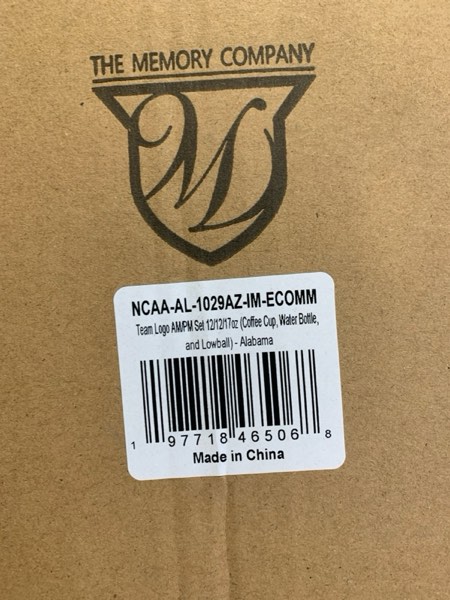 THE MEMORY COMPANY
M
NCAA-AL-1029AZ-IM-ECOMM
Team Logo AM/PM Set 12/12/17oz (Coffee Cup, Water Bottle,
and Lowball) - Alabama
1 97718 46506 8
Made in China